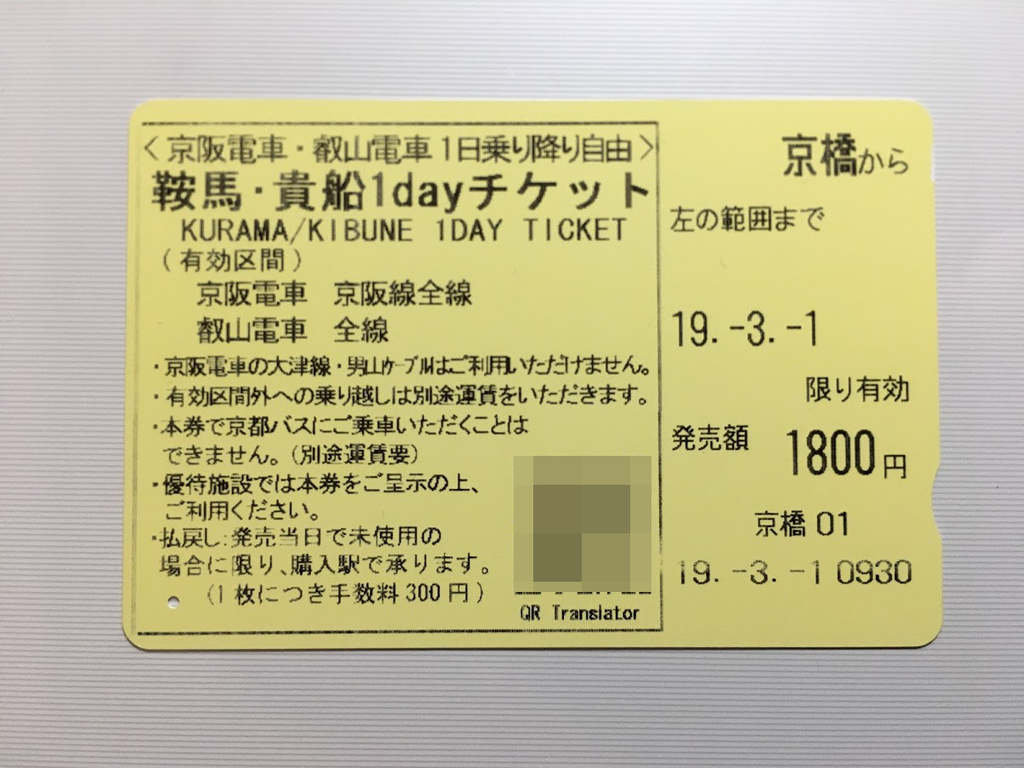 〈京阪電車・叡山電車1日乗り降り自由〉
鞍馬・貴船1dayチケット
KURAMA/KIBUNE 1DAY TICKET
(有効区間)
京阪電車 京阪線全線
叡山電車 全線
・京阪電車の大津線・男山ケーブルはご利用いただけません。
・有効区間外への乗り越しは別途運賃をいただきます。
・本券で京都バスにご乗車いただくことは
できません。(別途運賃要)
・優待施設では本券をご呈示の上、
ご利用ください。
・払戻し:発売当日で未使用の
場合に限り、購入駅で承ります。
(1枚につき手数料300円)
QR Translator
京橋から
左の範囲まで
19.-3.-1
限り有効
発売額 1800円
京橋 01
19.-3.-1 0930